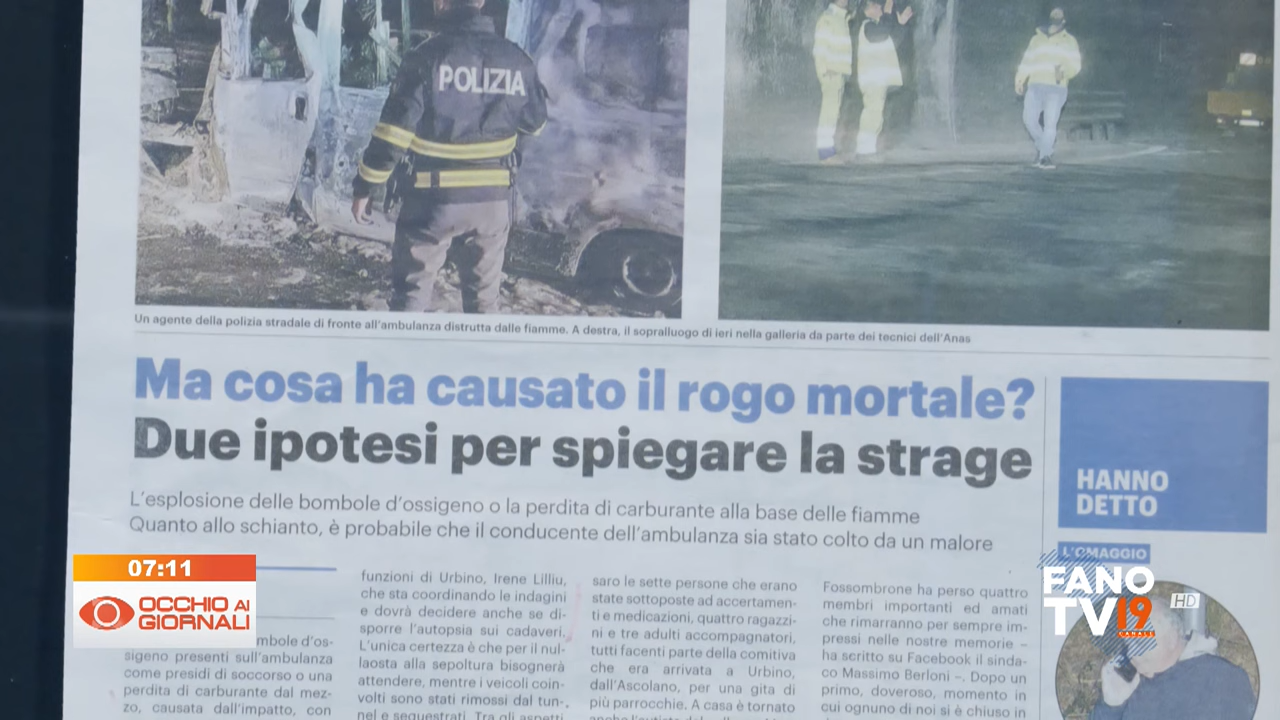 POLIZIA
Un agente della polizia stradale di fronte all'ambulanza distrutta dalle fiamme. A destra, il sopralluogo di ieri nella galleria da parte dei tecnici dell'Anas
Ma cosa ha causato il rogo mortale?
Due ipotesi per spiegare la strage
L'esplosione delle bombole d'ossigeno o la perdita di carburante alla base delle fiamme
Quanto allo schianto, è probabile che il conducente dell'ambulanza sia stato colto da un malore
mbole d'os-
sigeno presenti sull'ambulanza
come presidi di soccorso o una
perdita di carburante dal mez-
zo, causata dall'impatto, con
funzioni di Urbino, Irene Lilliu,
che sta coordinando le indagini
e dovrà decidere anche se di-
sporre l'autopsia sui cadaveri.
L'unica certezza è che per il nul-
laosta alla sepoltura bisognerà
attendere, mentre i veicoli coin-
volti sono stati rimossi dal tun-
nel e sequestrati. Tra gli aspetti
saro le sette persone che erano
state sottoposte ad accertamen-
ti e medicazioni, quattro ragazzi-
ni e tre adulti accompagnatori,
tutti facenti parte della comitiva
che era arrivata a Urbino,
dall'Ascolano, per una gita di
più parrocchie. A casa è tornato
Fossombrone ha perso quattro
membri importanti ed amati
che rimarranno per sempre im-
pressi nelle nostre memorie –
ha scritto su Facebook il sinda-
co Massimo Berloni –. Dopo un
primo, doveroso, momento in
cui ognuno di noi si è chiuso in
HANNO
DETTO
L'OMAGGIO
07:11
OCCHIO AI
GIORNALI
FANO
TV 19
CANALE
HD